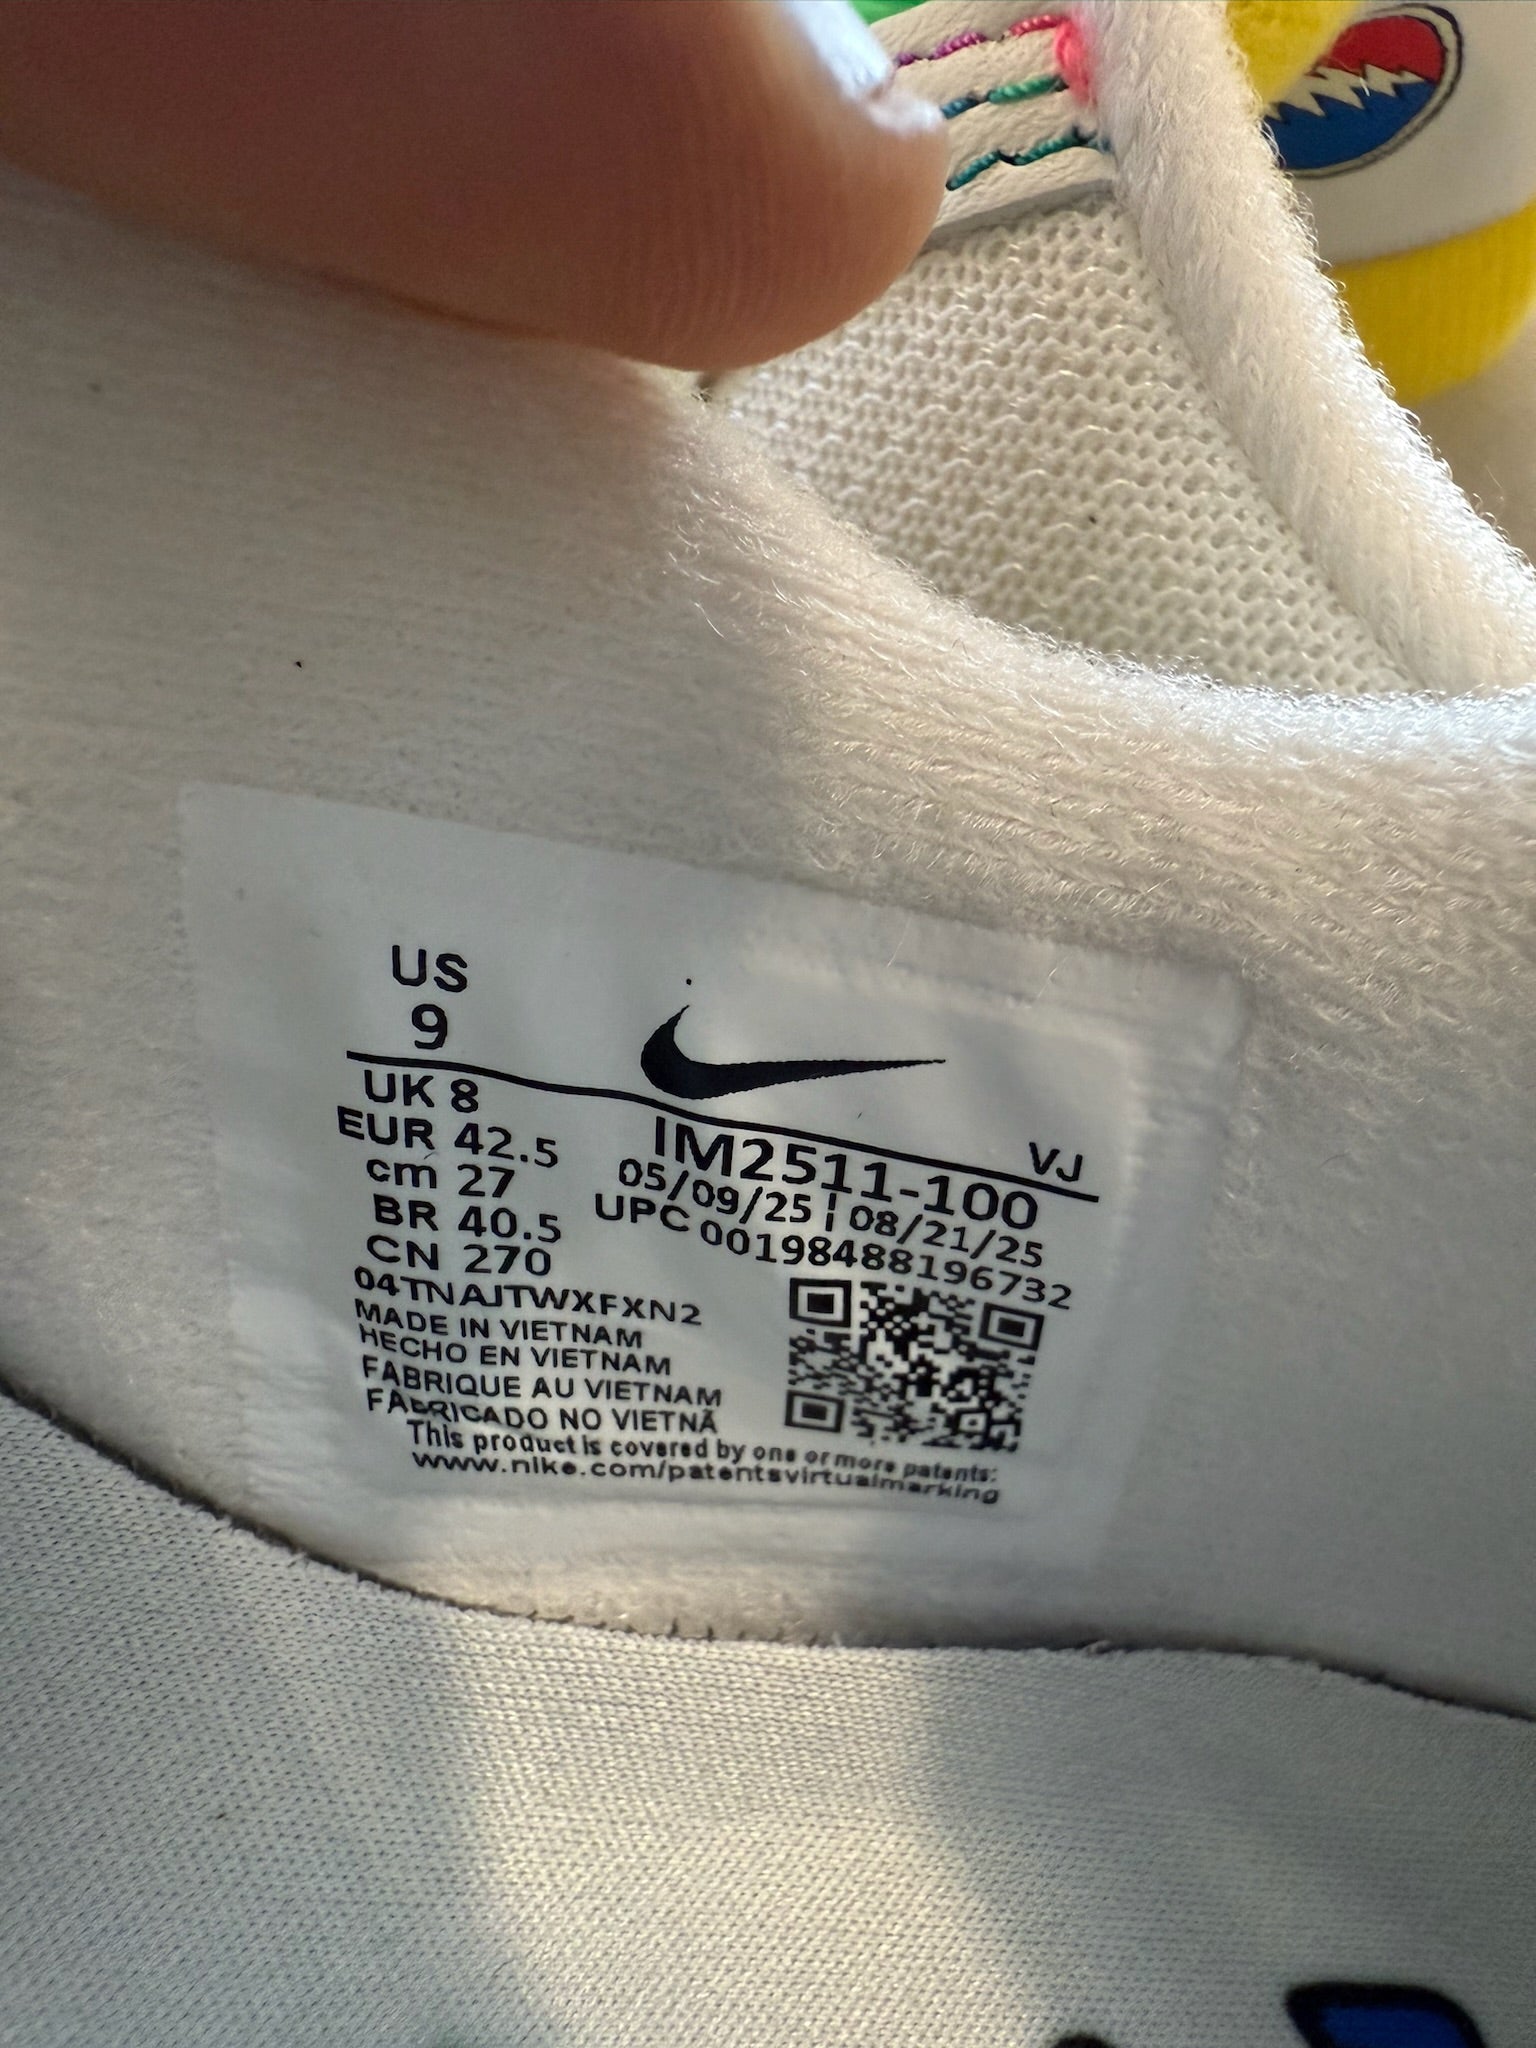 US
9
UK 8
EUR 42.5
cm 27
BR 40.5
CN 270
VJ
IM2511-100
05/09/25 ¦ 08/21/25
UPC 00198488196732
04TNAJTWXFXN2
MADE IN VIETNAM
HECHO EN VIETNAM
FABRIQUE AU VIETNAM
FABRICADO NO VIETNÃ
This product is covered by one or more patents:
www.nike.com/patentsvirtualmarking